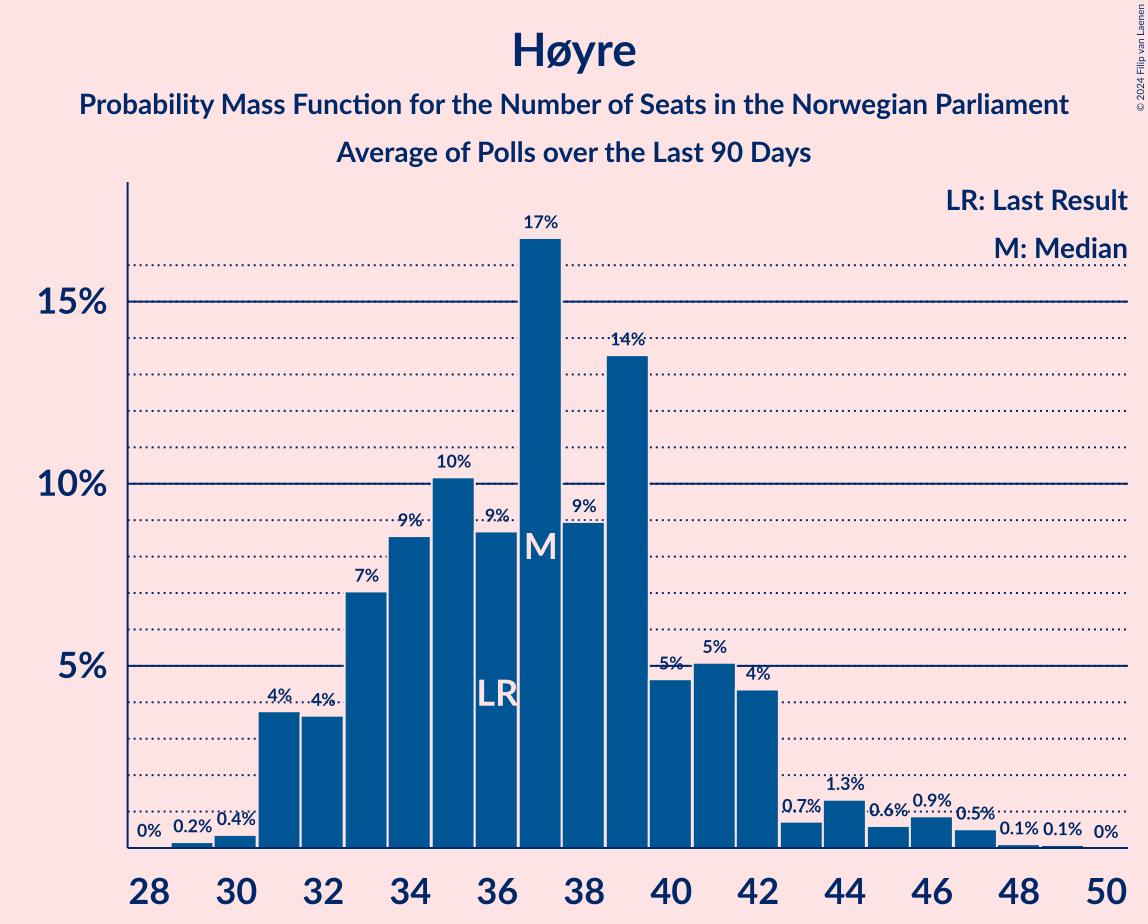 Høyre
Probability Mass Function for the Number of Seats in the Norwegian Parliament
Average of Polls over the Last 90 Days
© 2024 Filip van Laenen
LR: Last Result
M: Median
15%
10%
5%
0%
0.2%
0.4%
4%
4%
7%
9%
10%
9%
17%
9%
14%
5%
5%
4%
0.7%
1.3%
0.6%
0.9%
0.5%
0.1%
0.1%
0%
LR
M
28 30 32 34 36 38 40 42 44 46 48 50